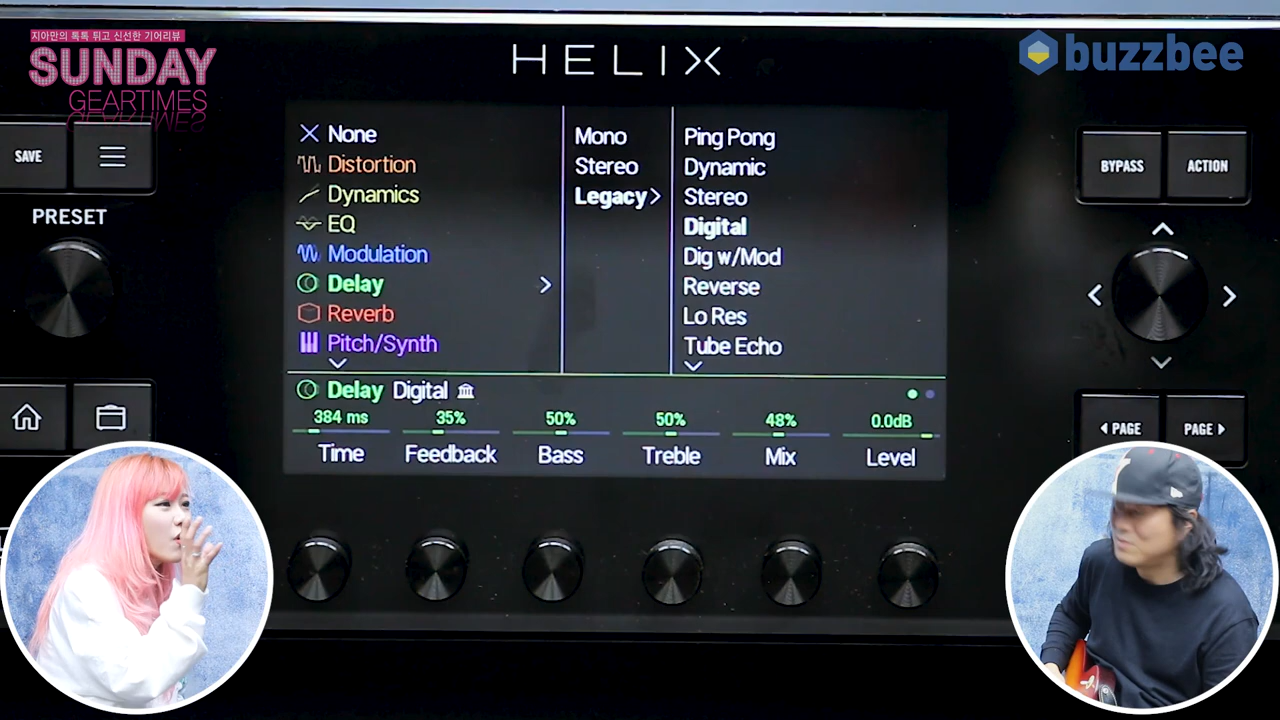 지아만의 톡톡 튀고 신선한 기어리뷰
SUNDAY
GEARTIMES
buzzbee
HELIX
SAVE
PRESET
None
Distortion
Dynamics
EQ
Modulation
Delay
Reverb
Pitch/Synth
Mono
Stereo
Legacy
Ping Pong
Dynamic
Stereo
Digital
Dig w/Mod
Reverse
Lo Res
Tube Echo
Delay Digital
384 ms 35% 50% 50% 48% 0.0dB
Time Feedback Bass Treble Mix Level
BYPASS ACTION
PAGE PAGE